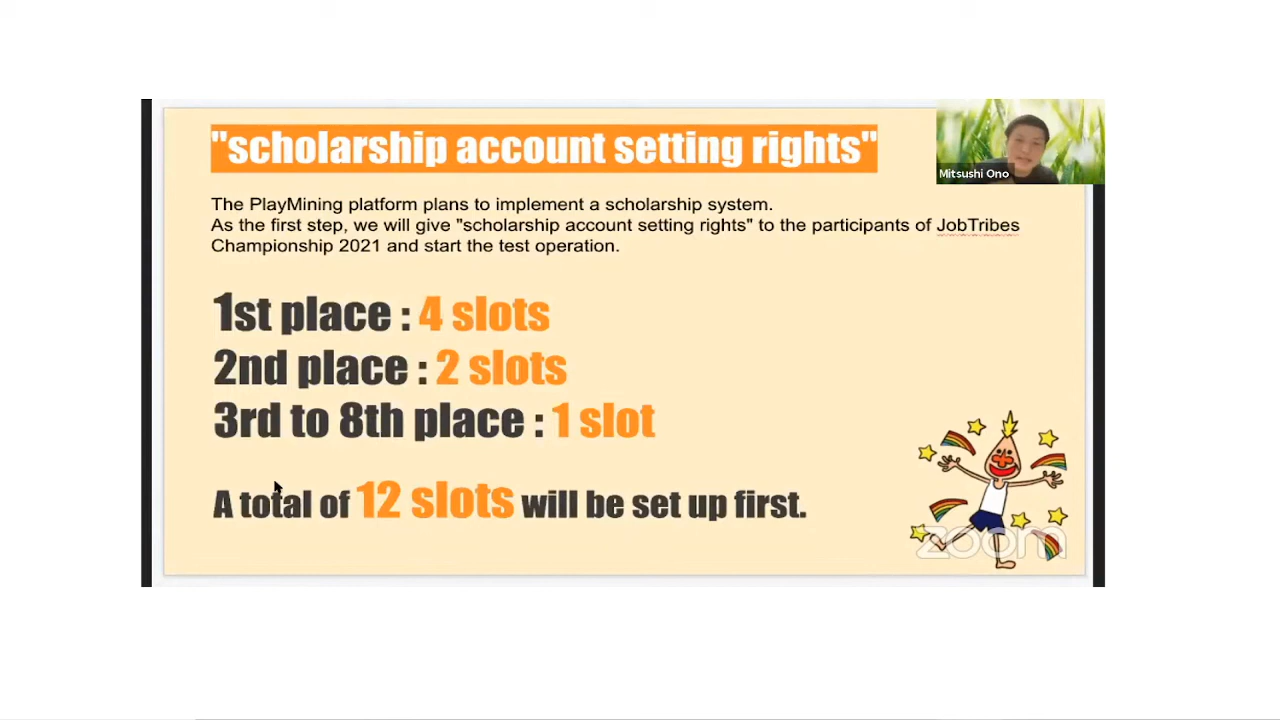 "scholarship account setting rights"
Mitsushi Ono
The PlayMining platform plans to implement a scholarship system.
As the first step, we will give "scholarship account setting rights" to the participants of JobTribes
Championship 2021 and start the test operation.
1st place : 4 slots
2nd place : 2 slots
3rd to 8th place : 1 slot
A total of 12 slots will be set up first.
zoom